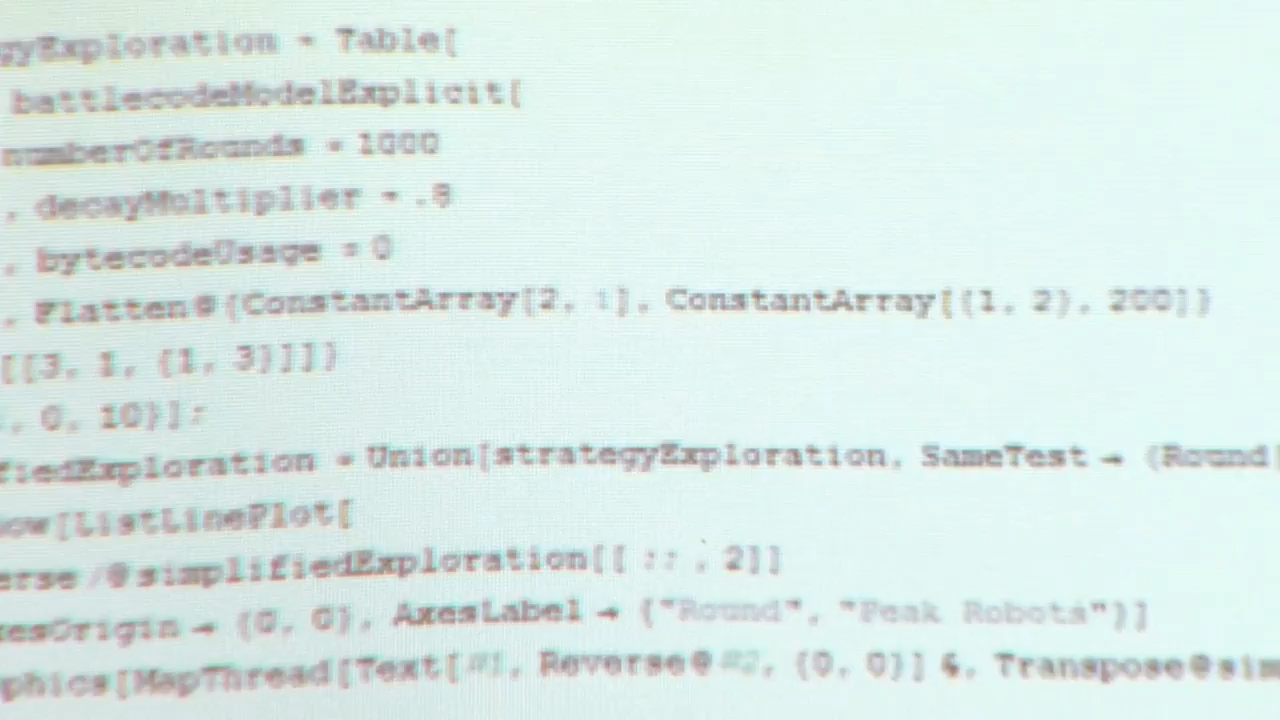 gyExploration = Table[
battlecodeModelExplicit[
numberOfRounds = 1000
, decayMultiplier = .8
, bytecodeUsage = 0
, Flatten@{ConstantArray[2, i], ConstantArray[{1, 2}, 200]}
[[3, 1, {1, 3}]]}
, 0, 10}];
fiedExploration = Union[strategyExploration, SameTest → (Round[
ow[ListLinePlot[
erse /@ simplifiedExploration[[ ;; , 2]]
xesOrigin → {0, 0}, AxesLabel → {"Round", "Peak Robots"}]
phics[MapThread[Text[#1, Reverse@#2, {0, 0}] &, Transpose@sim